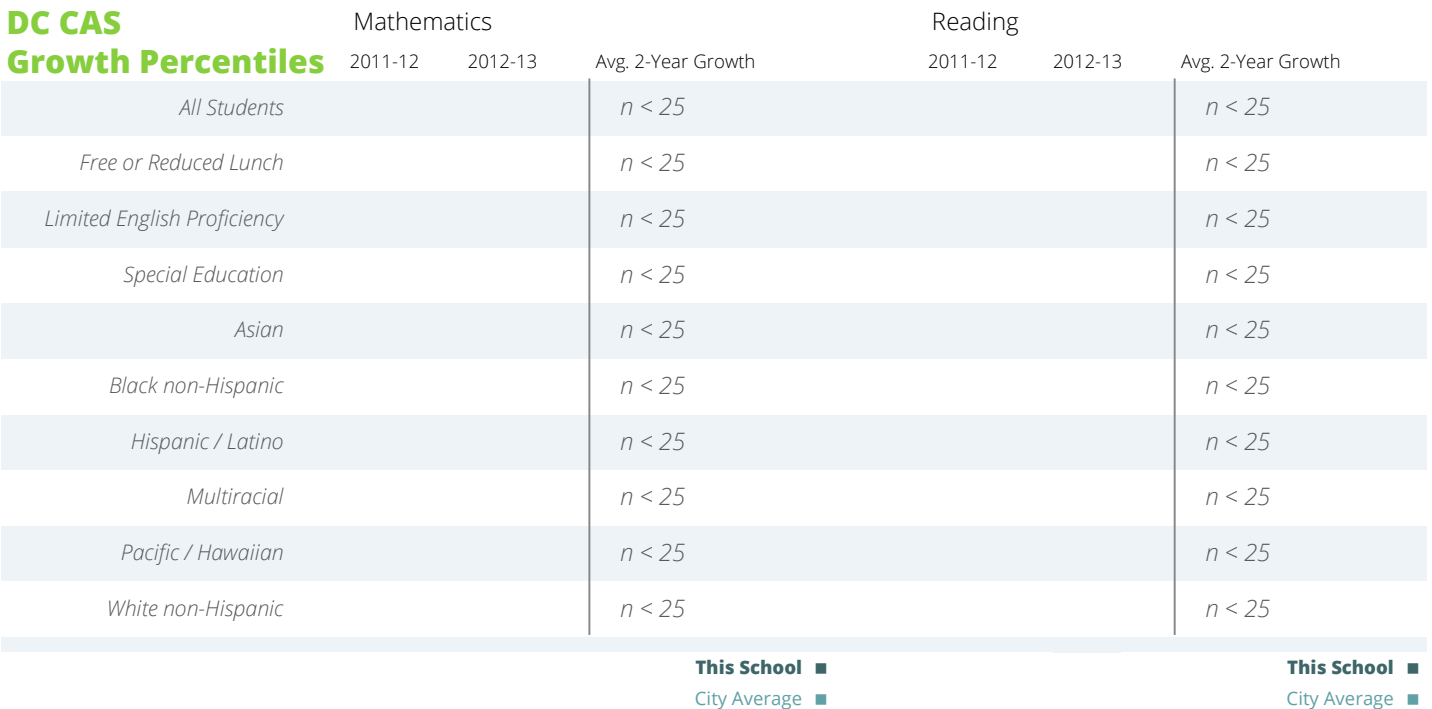 DC CAS Mathematics Reading
Growth Percentiles 2011-12 2012-13 Avg. 2-Year Growth 2011-12 2012-13 Avg. 2-Year Growth
All Students n < 25 n < 25
Free or Reduced Lunch n < 25 n < 25
Limited English Proficiency n < 25 n < 25
Special Education n < 25 n < 25
Asian n < 25 n < 25
Black non-Hispanic n < 25 n < 25
Hispanic / Latino n < 25 n < 25
Multiracial n < 25 n < 25
Pacific / Hawaiian n < 25 n < 25
White non-Hispanic n < 25 n < 25
This School This School
City Average City Average